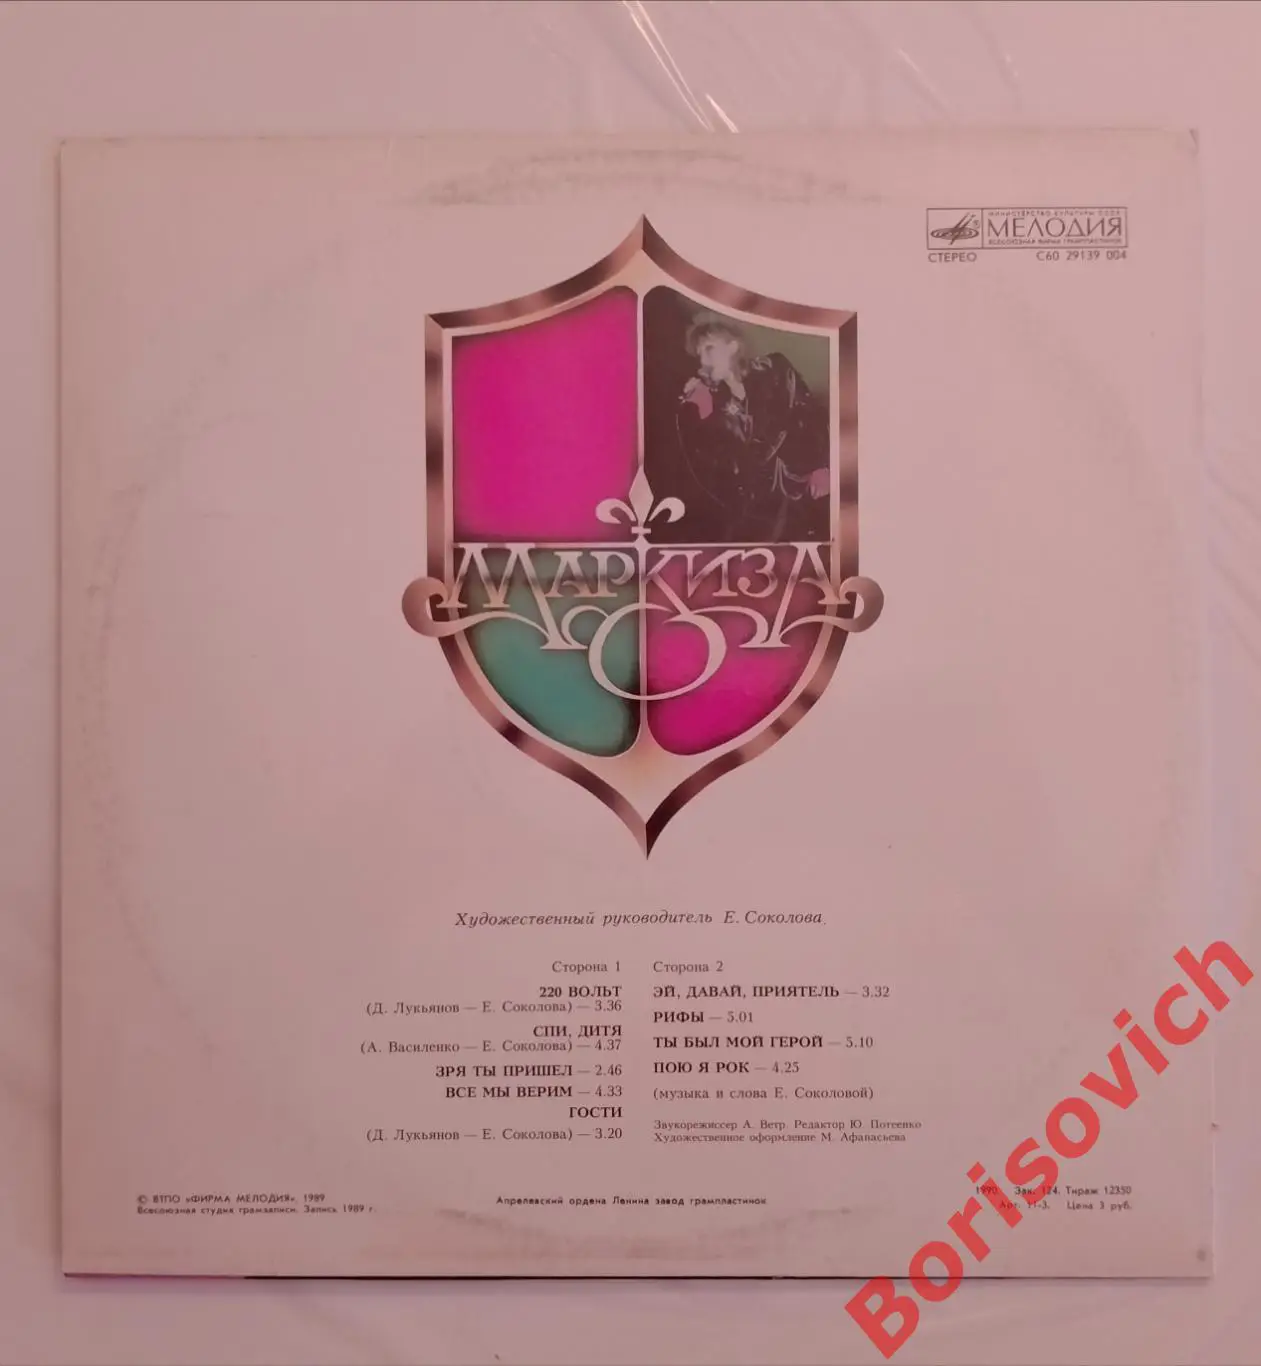 МИНИСТЕРСТВО КУЛЬТУРЫ СССР
МЕЛОДИЯ
ВСЕСОЮЗНАЯ ФИРМА ГРАМПЛАСТИНОК
СТЕРЕО С60 29139 004
МАРКИЗА
Художественный руководитель Е. Соколова
Сторона 1
220 ВОЛЬТ
(Д. Лукьянов — Е. Соколова) — 3.36
СПИ, ДИТЯ
(А. Василенко — Е. Соколова) — 4.37
ЗРЯ ТЫ ПРИШЕЛ — 2.46
ВСЕ МЫ ВЕРИМ — 4.33
ГОСТИ
(Д. Лукьянов — Е. Соколова) — 3.20
Сторона 2
ЭЙ, ДАВАЙ, ПРИЯТЕЛЬ — 3.32
РИФЫ — 5.01
ТЫ БЫЛ МОЙ ГЕРОЙ — 5.10
ПОЮ Я РОК — 4.25
(музыка и слова Е. Соколовой)
Звукорежиссер А. Ветр. Редактор Ю. Потеенко
Художественное оформление М. Афанасьева
© ВТПО «ФИРМА МЕЛОДИЯ», 1989
Всесоюзная студия грамзаписи. Запись 1989 г.
Апрелевский ордена Ленина завод грампластинок
1990. Зак. 124. Тираж 12350
Арт. 11-3. Цена 3 руб.
Borisovich